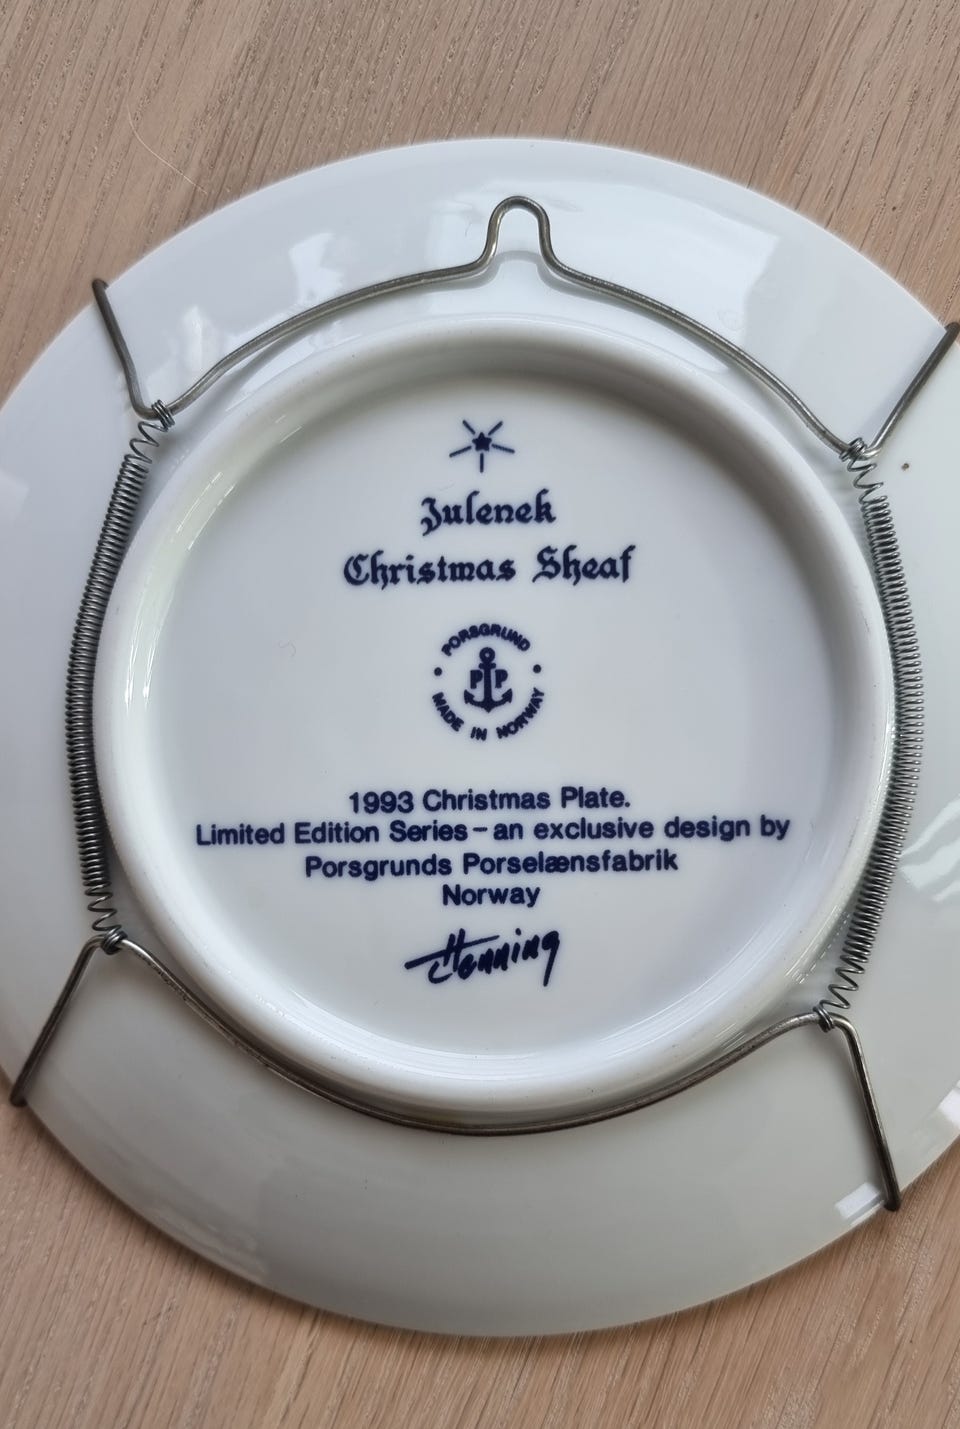 Julenek
Christmas Sheaf
PORSGRUND
P P
MADE IN NORWAY
1993 Christmas Plate.
Limited Edition Series – an exclusive design by
Porsgrunds Porselænsfabrik
Norway
Henning